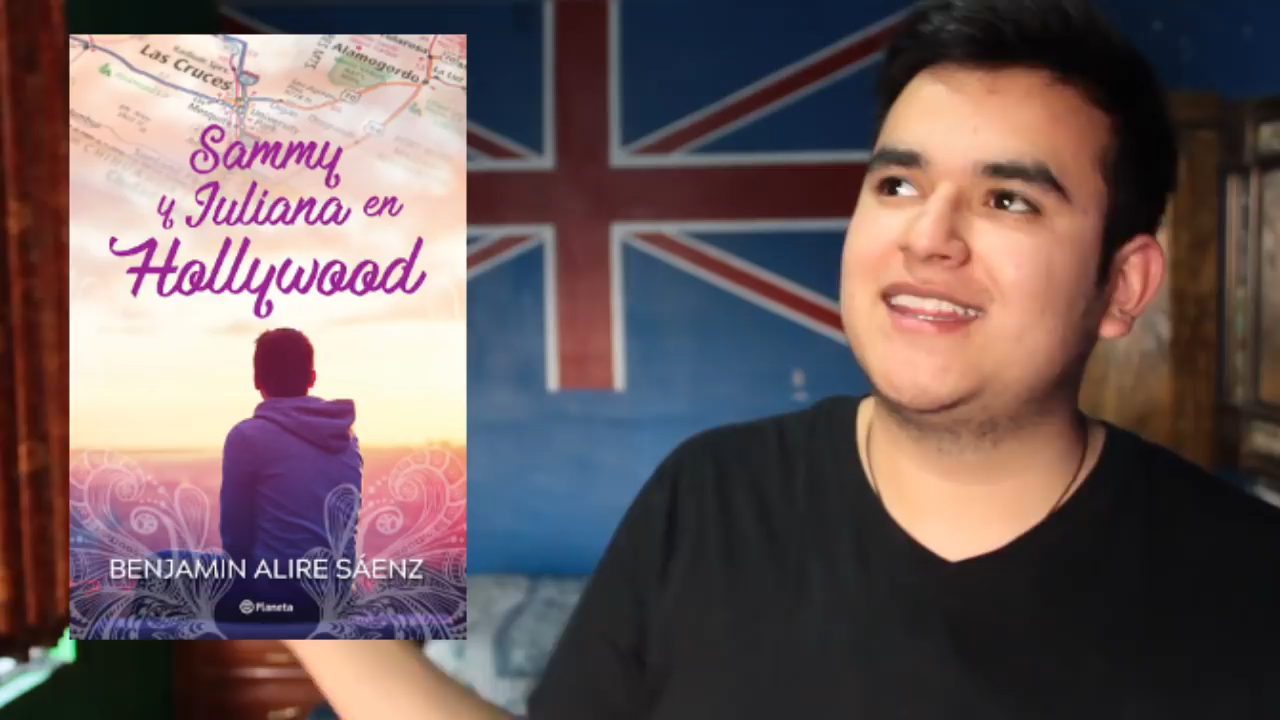 Las Cruces
Alamogordo
Sammy
y Juliana en
Hollywood
BENJAMIN ALIRE SÁENZ
Planeta